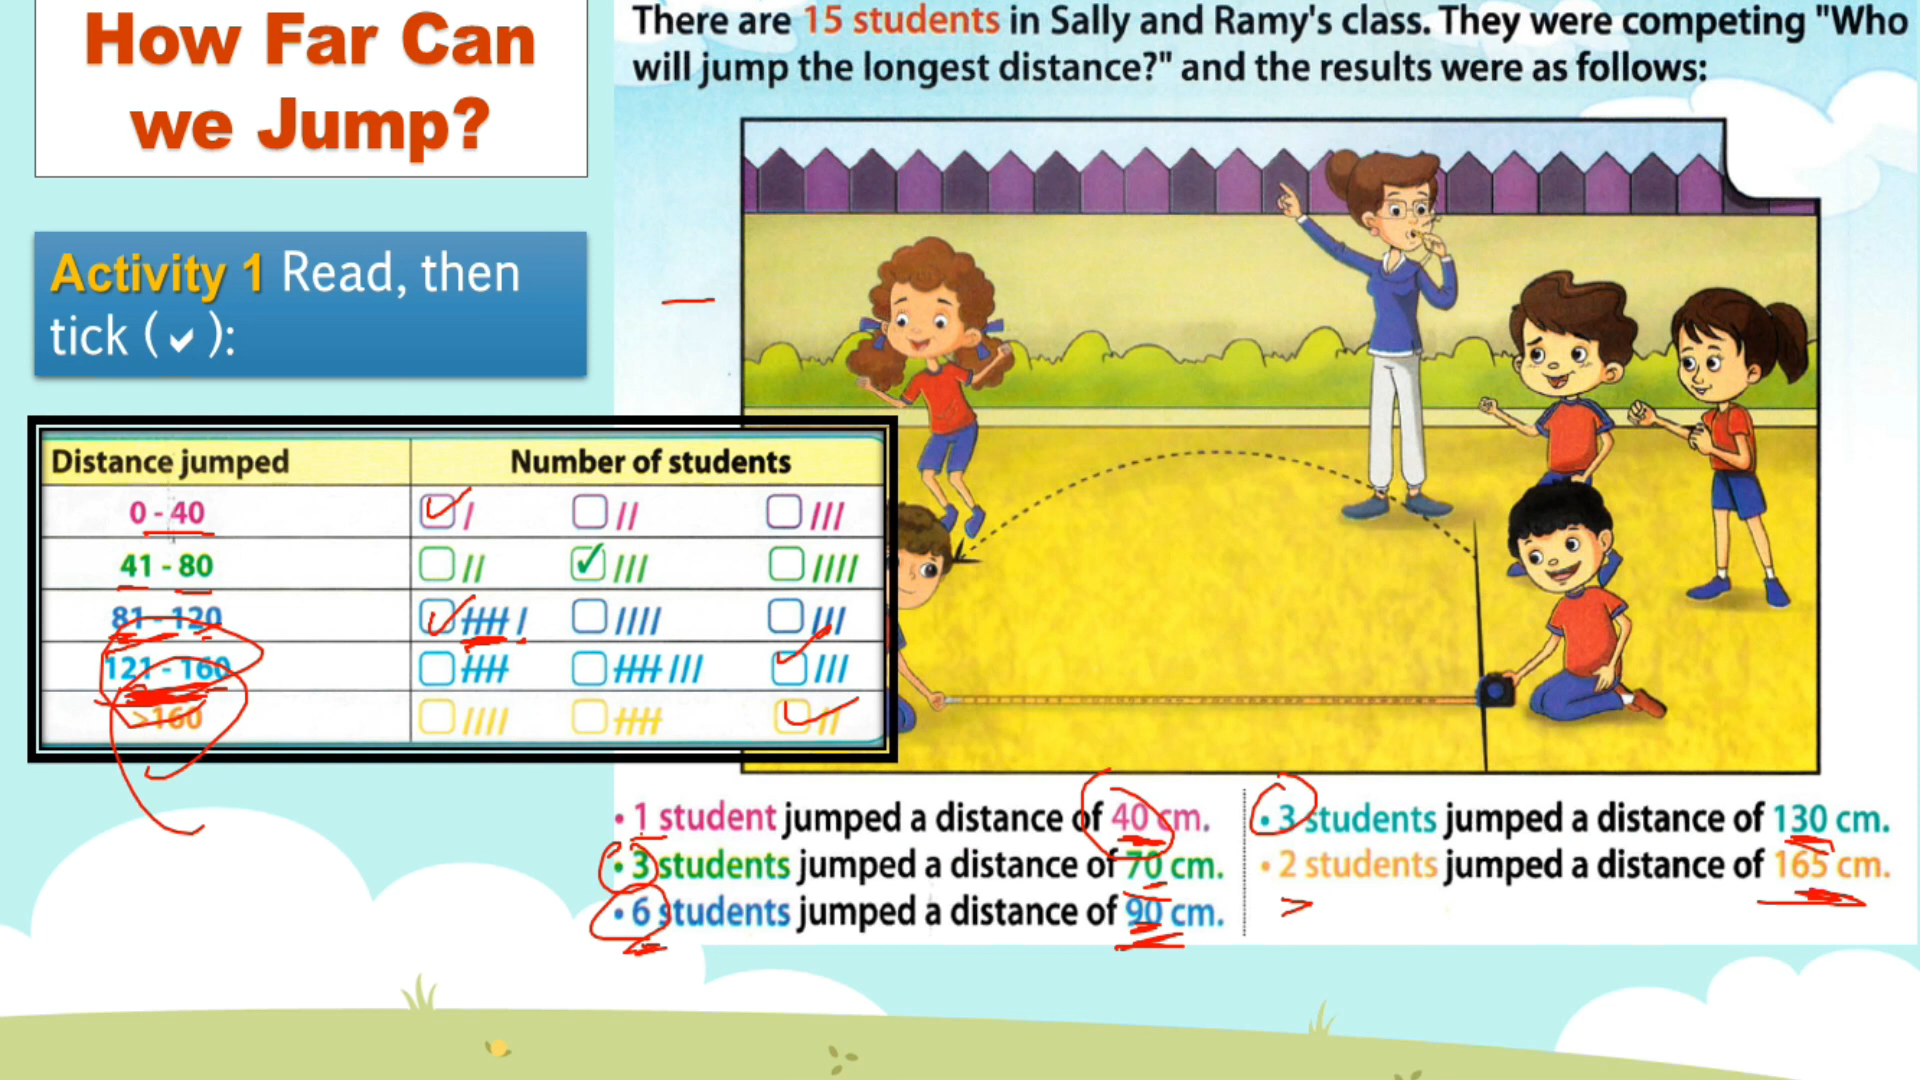 How Far Can
we Jump?
Activity 1 Read, then
tick (✓):
There are 15 students in Sally and Ramy's class. They were competing "Who
will jump the longest distance?" and the results were as follows:
Distance jumped Number of students
0 - 40
41 - 80
81 - 120
121 - 160
>160
• 1 student jumped a distance of 40 cm.
• 3 students jumped a distance of 70 cm.
• 6 students jumped a distance of 90 cm.
• 3 students jumped a distance of 130 cm.
• 2 students jumped a distance of 165 cm.
>